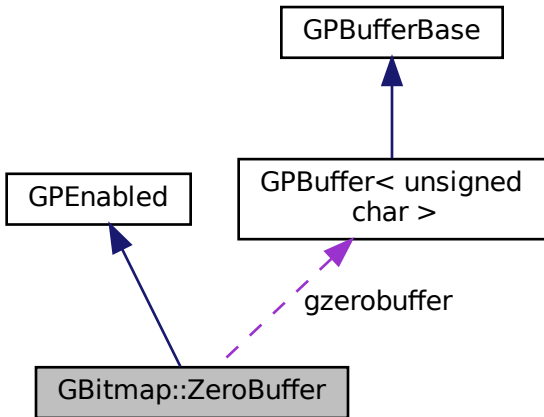 GPBufferBase
GPBuffer< unsigned
char >
GPEnabled
gzerobuffer
GBitmap::ZeroBuffer